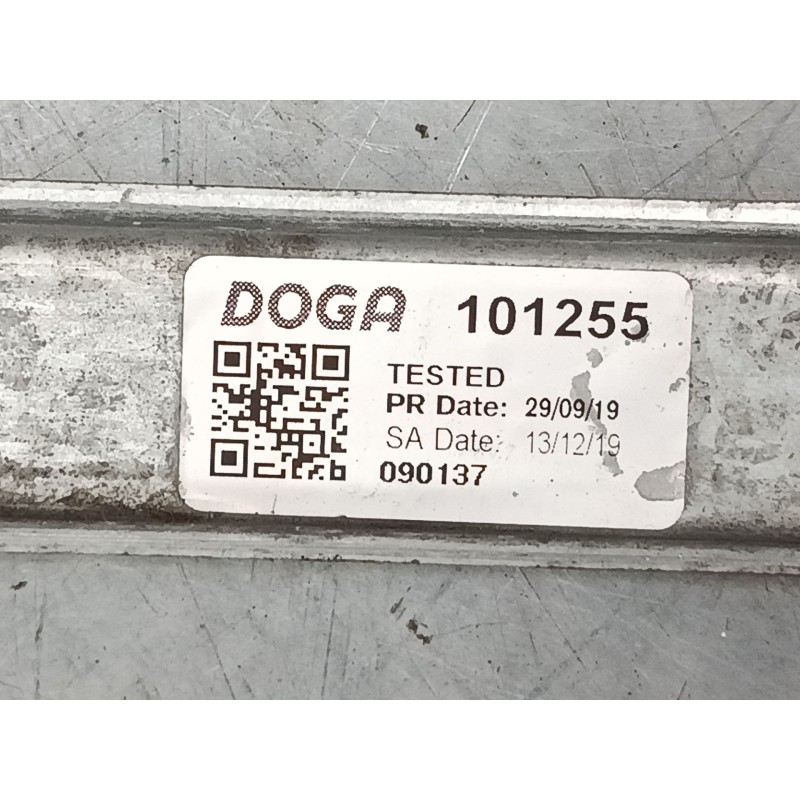 DOGA 101255
TESTED
PR Date: 29/09/19
SA Date: 13/12/19
090137